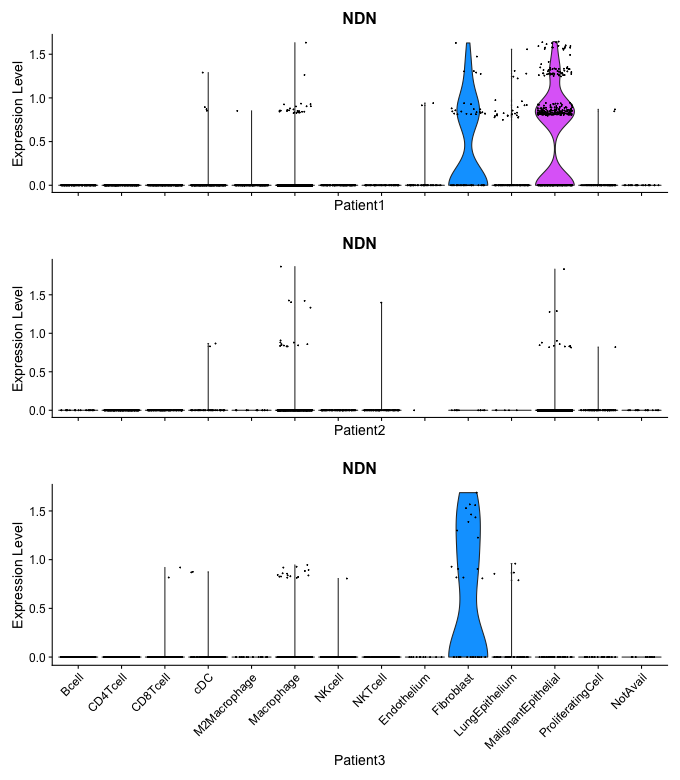 NDN
Expression Level
1.5
1.0
0.5
0.0
Patient1
NDN
Expression Level
1.5
1.0
0.5
0.0
Patient2
NDN
Expression Level
1.5
1.0
0.5
0.0
Bcell
CD4Tcell
CD8Tcell
cDC
M2Macrophage
Macrophage
NKcell
NKTcell
Endothelium
Fibroblast
LungEpithelium
MalignantEpithelial
ProliferatingCell
NotAvail
Patient3